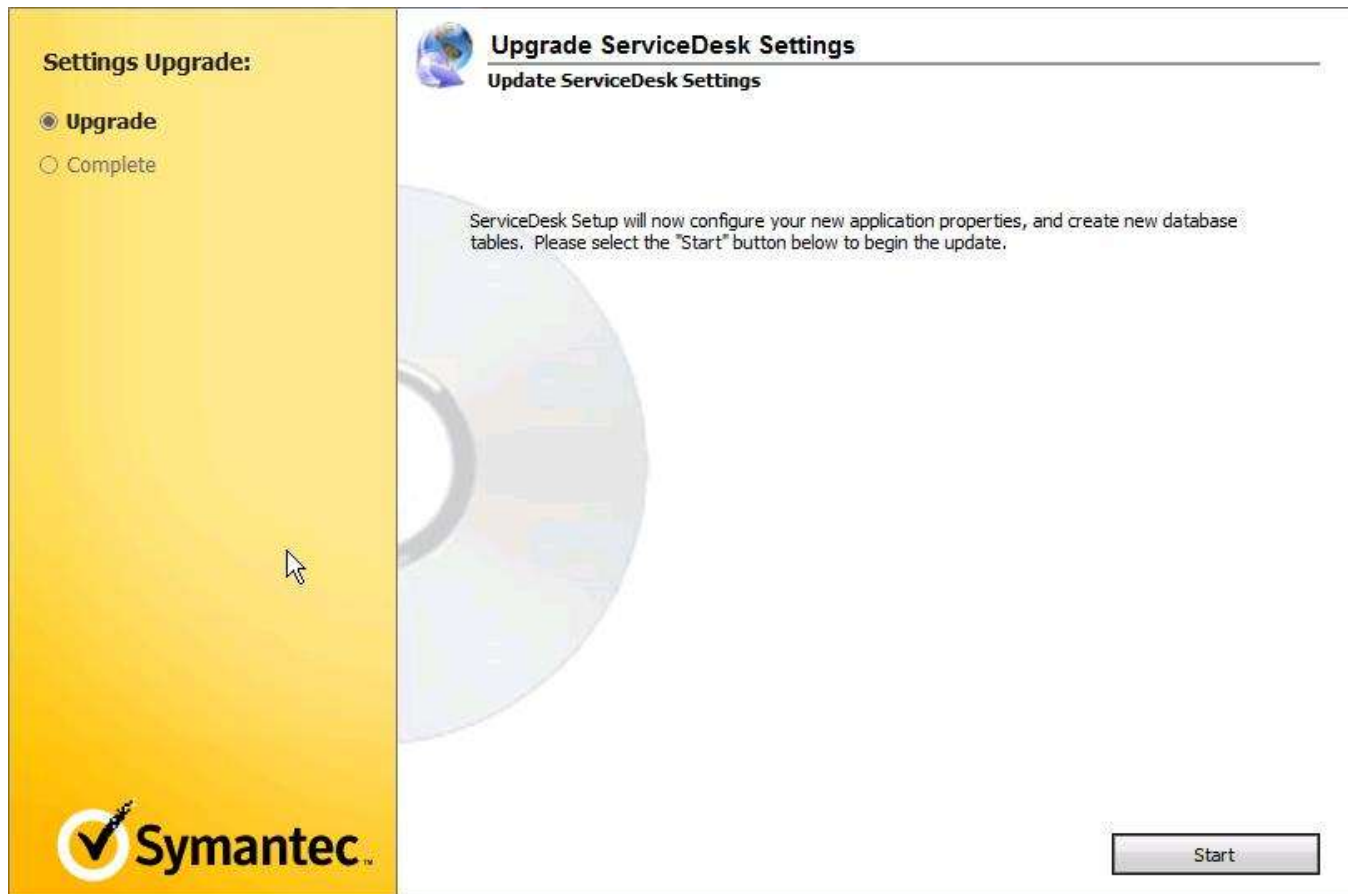 Settings Upgrade:
Upgrade
Complete
Upgrade ServiceDesk Settings
Update ServiceDesk Settings
ServiceDesk Setup will now configure your new application properties, and create new database
tables. Please select the "Start" button below to begin the update.
Symantec™
Start